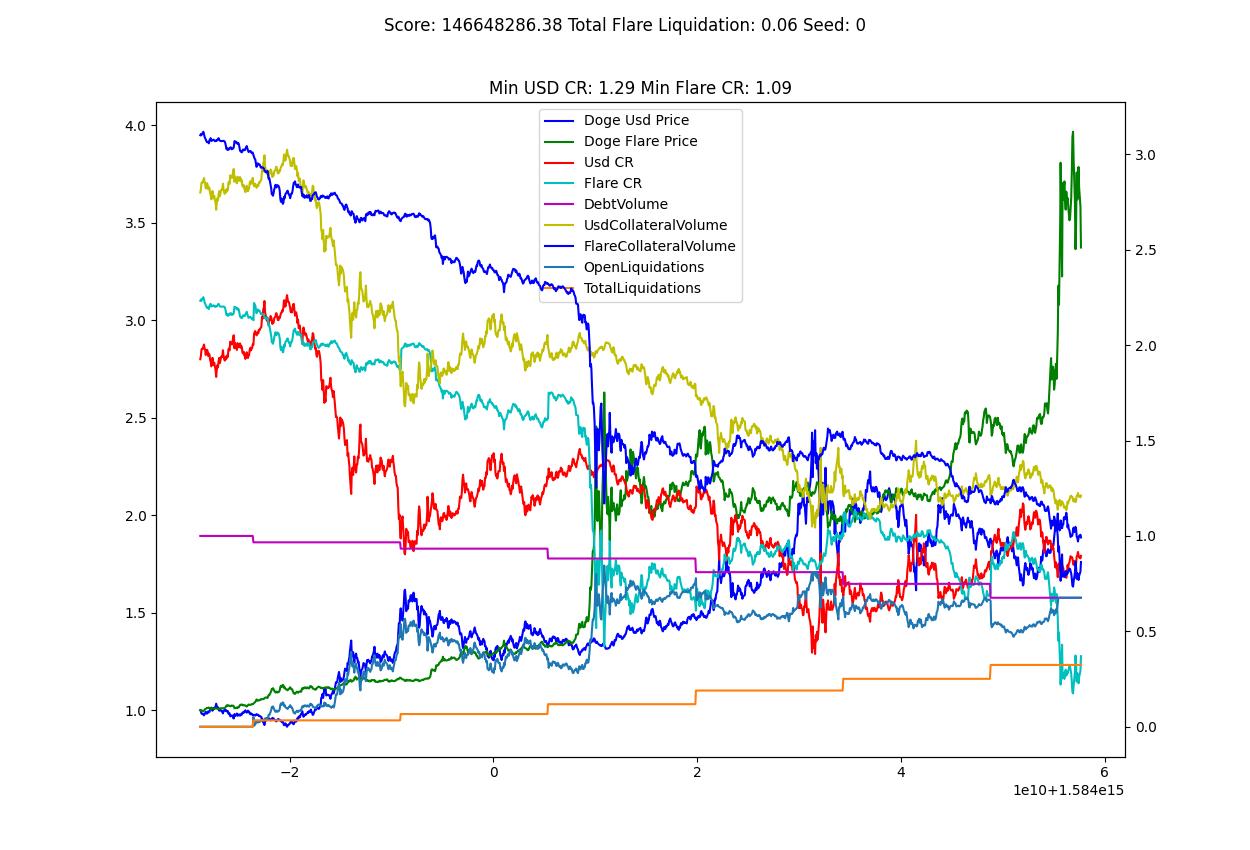 Score: 146648286.38 Total Flare Liquidation: 0.06 Seed: 0
Min USD CR: 1.29 Min Flare CR: 1.09
Doge Usd Price
Doge Flare Price
Usd CR
Flare CR
DebtVolume
UsdCollateralVolume
FlareCollateralVolume
OpenLiquidations
TotalLiquidations
4.0
3.5
3.0
2.5
2.0
1.5
1.0
3.0
2.5
2.0
1.5
1.0
0.5
0.0
−2
0
2
4
6
1e10+1.584e15